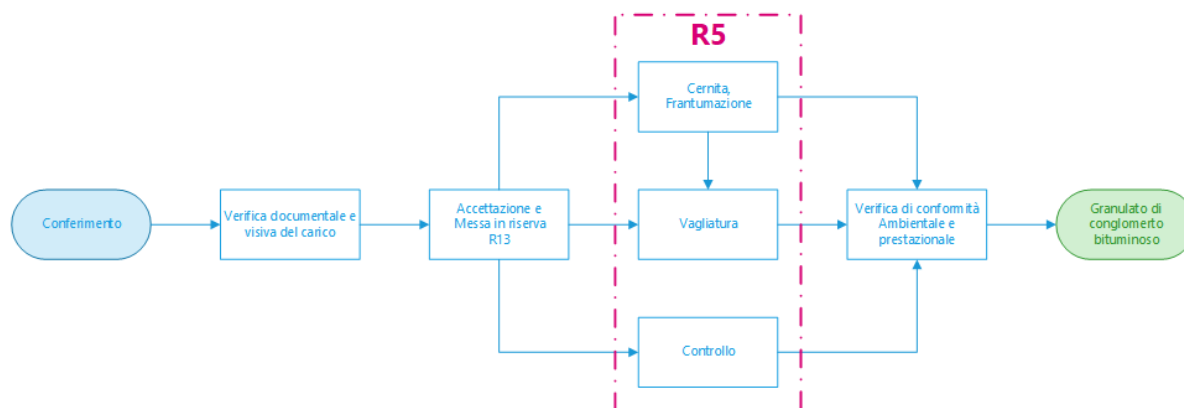 R5
Cernita,
Frantumazione
Conferimento
Verifica documentale e
visiva del carico
Accettazione e
Messa in riserva
R13
Vagliatura
Verifica di conformità
Ambientale e
prestazionale
Granulato di
conglomerto
bituminoso
Controllo